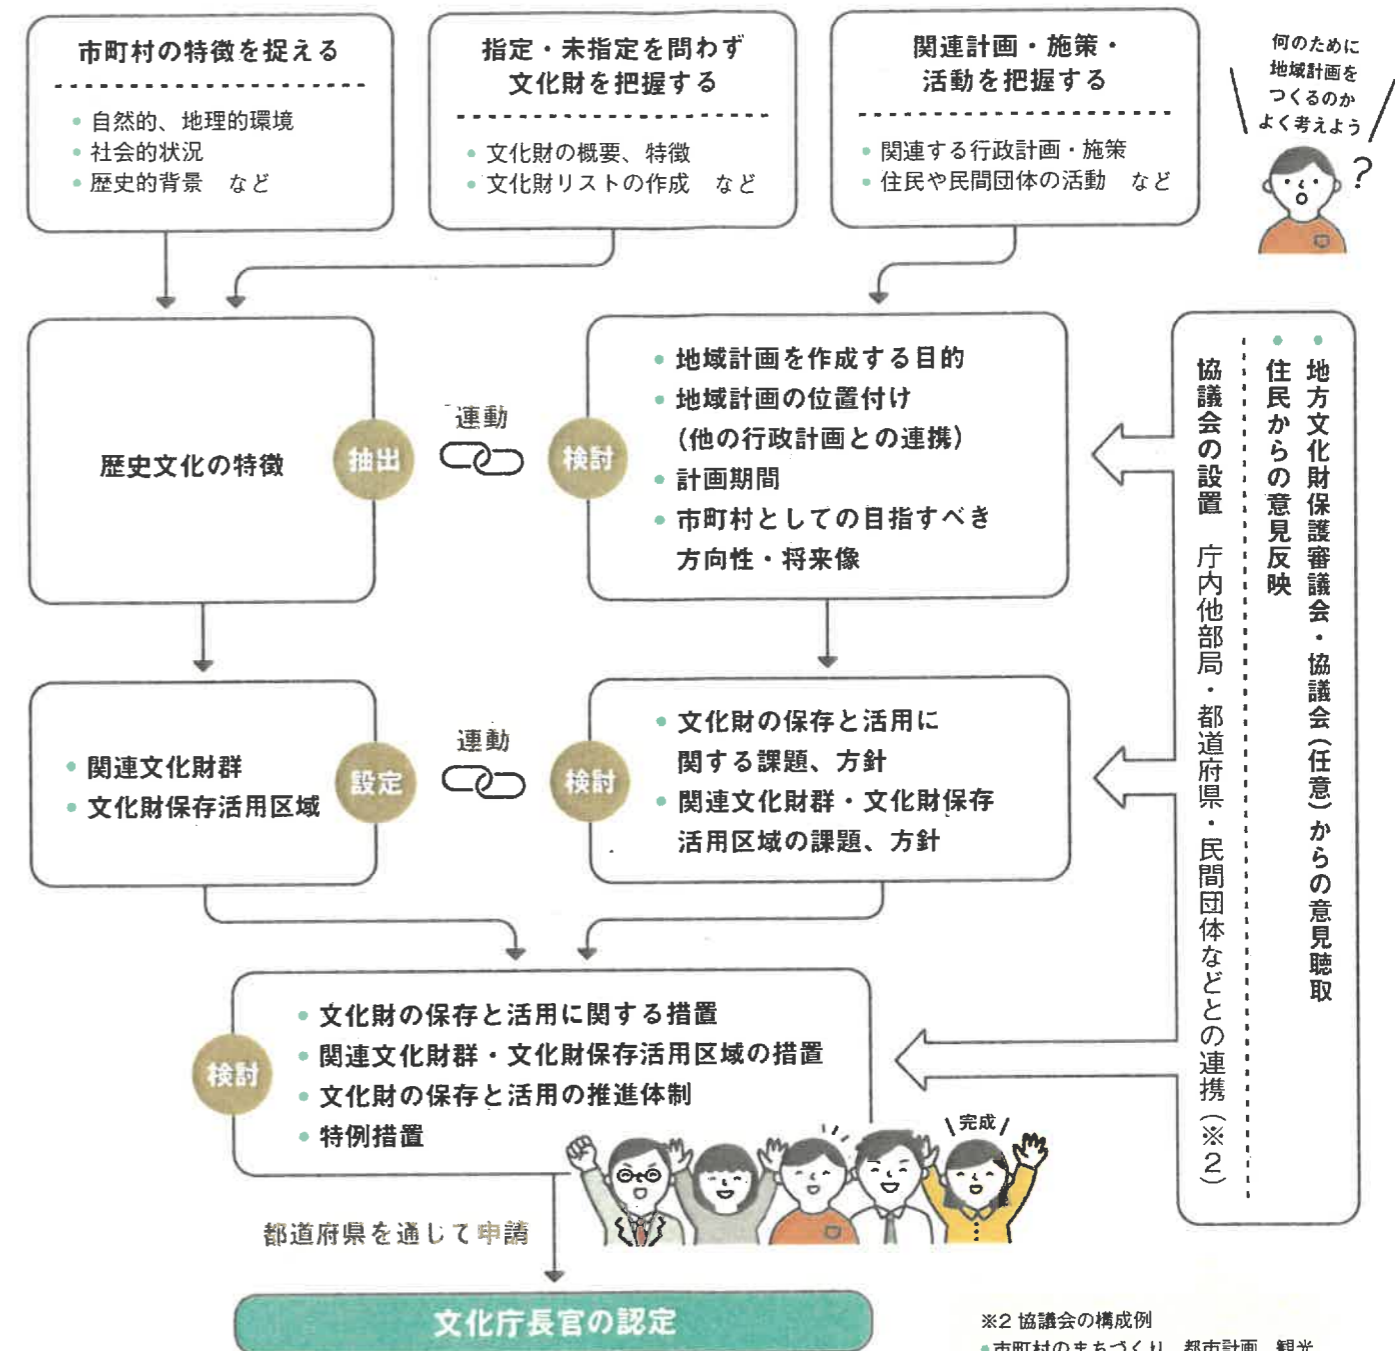 市町村の特徴を捉える
• 自然的、地理的環境
• 社会的状況
• 歴史的背景 など
指定・未指定を問わず
文化財を把握する
• 文化財の概要、特徴
• 文化財リストの作成 など
関連計画・施策・
活動を把握する
• 関連する行政計画・施策
• 住民や民間団体の活動 など
何のために
地域計画を
つくるのか
よく考えよう
?
歴史文化の特徴
抽出
連動
検討
• 地域計画を作成する目的
• 地域計画の位置付け
(他の行政計画との連携)
• 計画期間
• 市町村としての目指すべき
方向性・将来像
• 地方文化財保護審議会・協議会(任意)からの意見聴取
• 住民からの意見反映
協議会の設置 庁内他部局・都道府県・民間団体などとの連携(※2)
• 関連文化財群
• 文化財保存活用区域
設定
連動
検討
• 文化財の保存と活用に
関する課題、方針
• 関連文化財群・文化財保存
活用区域の課題、方針
検討
• 文化財の保存と活用に関する措置
• 関連文化財群・文化財保存活用区域の措置
• 文化財の保存と活用の推進体制
• 特例措置
完成
都道府県を通じて申請
文化庁長官の認定
※2 協議会の構成例
• 市町村のまちづくり、都市計画、観光